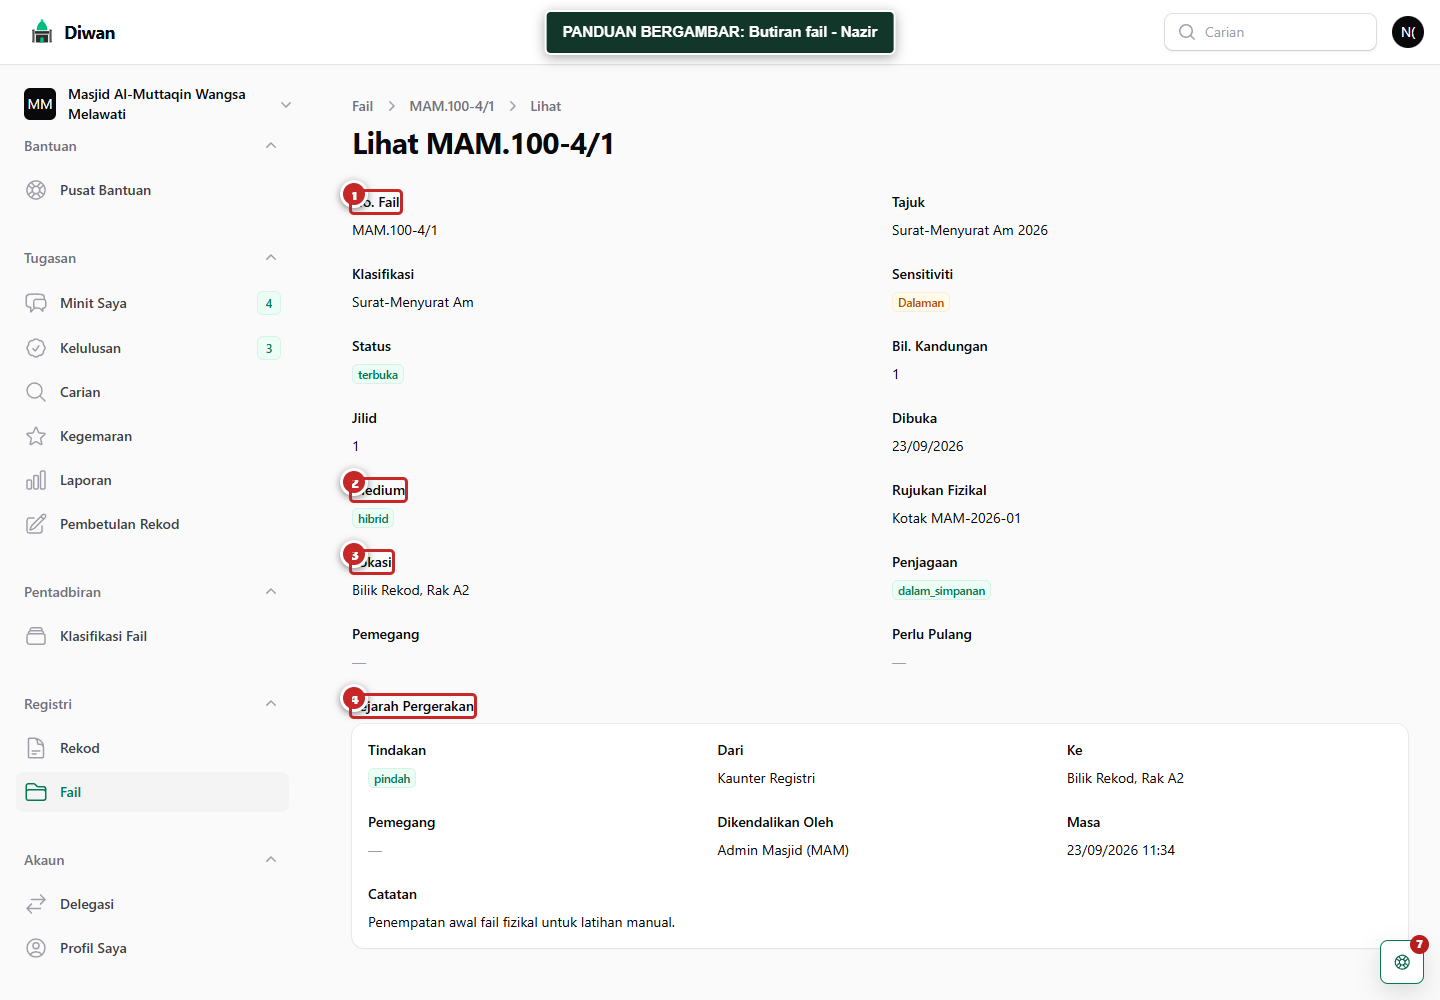 Diwan
PANDUAN BERGAMBAR: Butiran fail - Nazir
Carian
N(
MM
Masjid Al-Muttaqin Wangsa
Melawati
Bantuan
Pusat Bantuan
Tugasan
Minit Saya
4
Kelulusan
3
Carian
Kegemaran
Laporan
Pembetulan Rekod
Pentadbiran
Klasifikasi Fail
Registri
Rekod
Fail
Akaun
Delegasi
Profil Saya
Fail > MAM.100-4/1 > Lihat
Lihat MAM.100-4/1
1
o. Fail
MAM.100-4/1
Tajuk
Surat-Menyurat Am 2026
Klasifikasi
Surat-Menyurat Am
Sensitiviti
Dalaman
Status
terbuka
Bil. Kandungan
1
Jilid
1
Dibuka
23/09/2026
2
edium
hibrid
Rujukan Fizikal
Kotak MAM-2026-01
3
okasi
Bilik Rekod, Rak A2
Penjagaan
dalam_simpanan
Pemegang
—
Perlu Pulang
—
4
ejarah Pergerakan
Tindakan
pindah
Dari
Kaunter Registri
Ke
Bilik Rekod, Rak A2
Pemegang
—
Dikendalikan Oleh
Admin Masjid (MAM)
Masa
23/09/2026 11:34
Catatan
Penempatan awal fail fizikal untuk latihan manual.
7